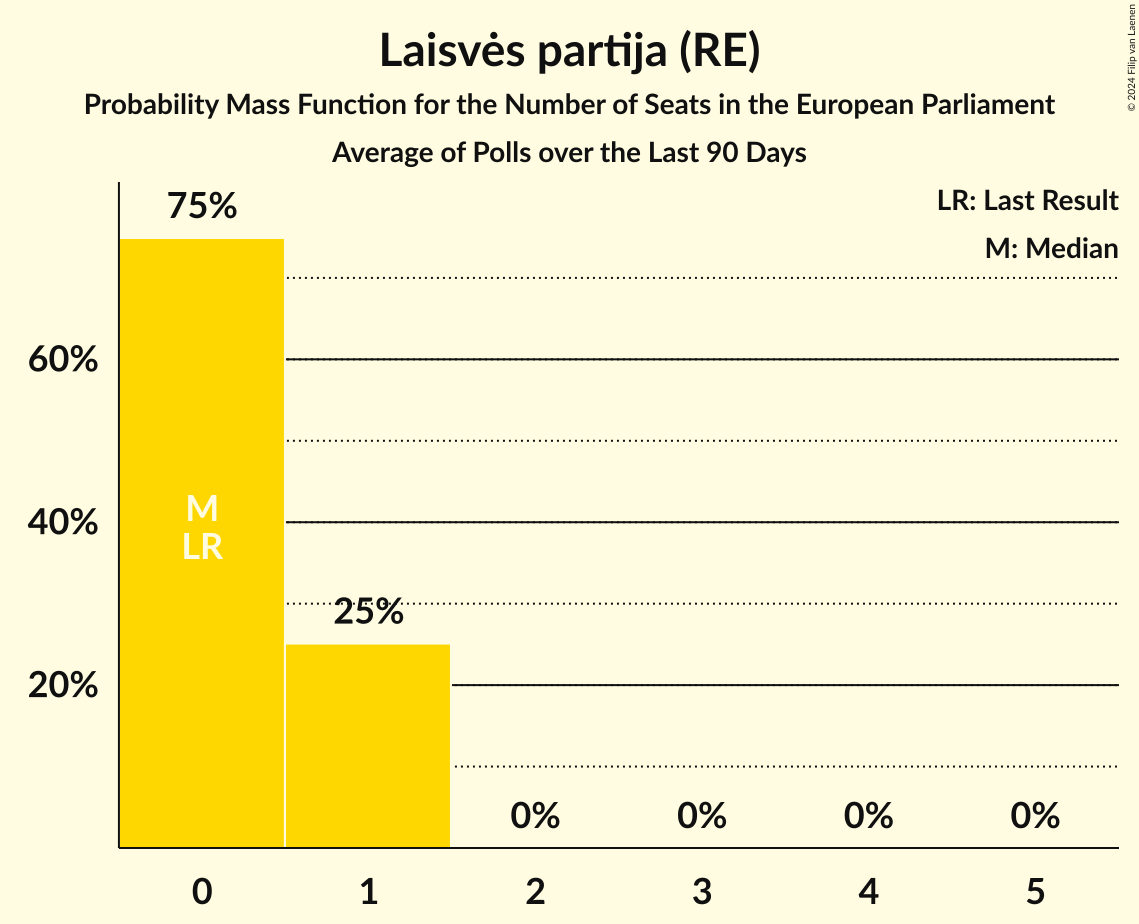 Laisvės partija (RE)
Probability Mass Function for the Number of Seats in the European Parliament
Average of Polls over the Last 90 Days
© 2024 Filip van Laenen
LR: Last Result
M: Median
75%
60%
40%
20%
M
LR
25%
0%
0%
0%
0%
0
1
2
3
4
5